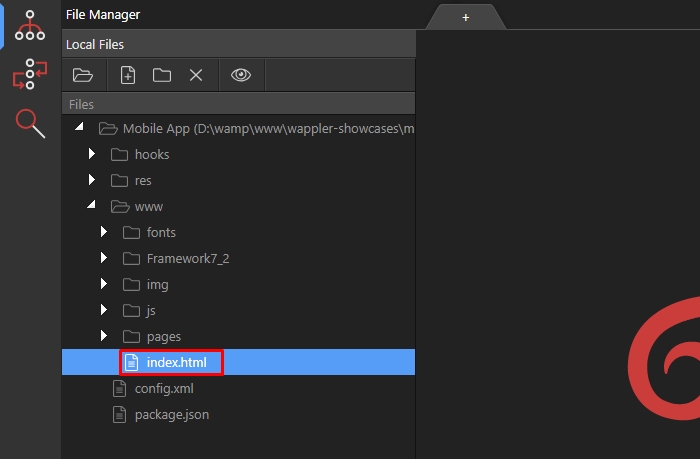 File Manager
+
Local Files
Files
Mobile App (D:\wamp\www\wappler-showcases\m
hooks
res
www
fonts
Framework7_2
img
js
pages
index.html
config.xml
package.json